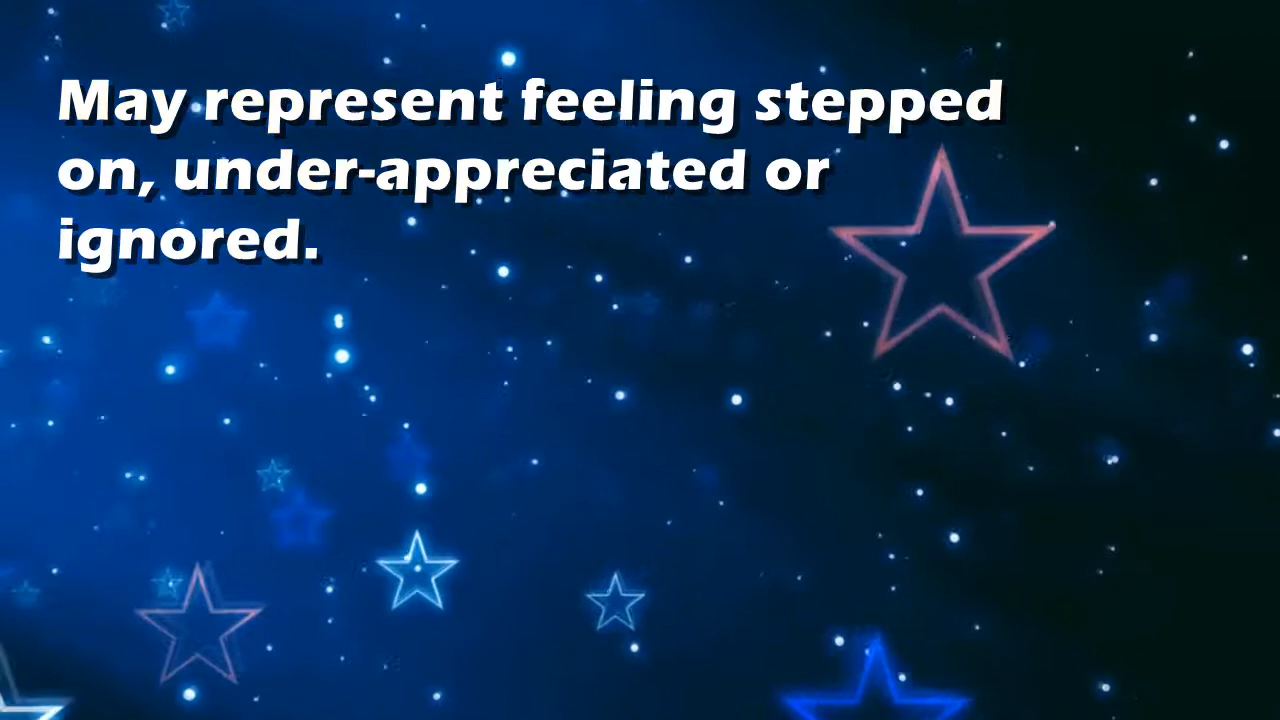 May represent feeling stepped
on, under-appreciated or
ignored.